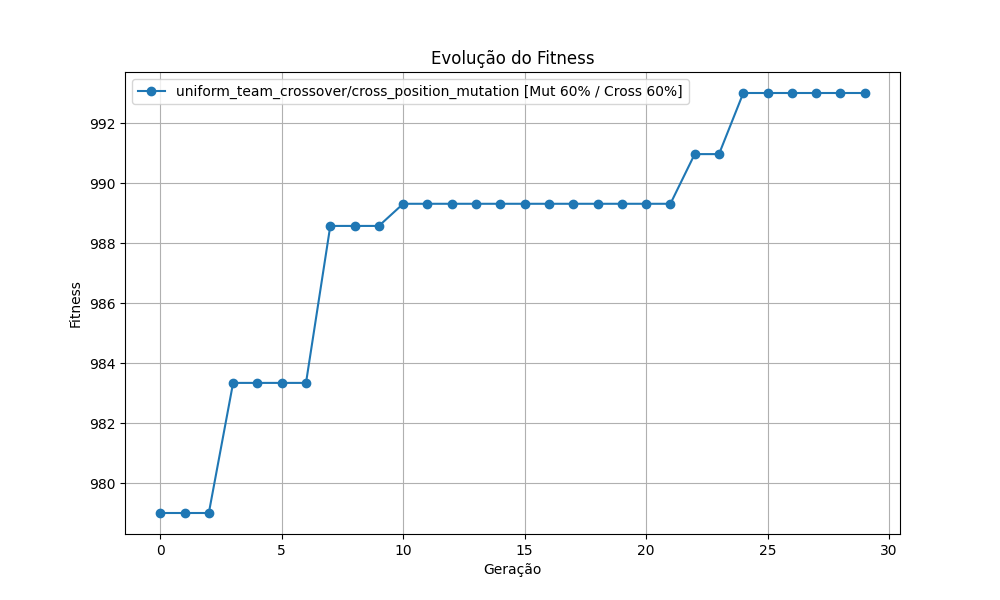 Evolução do Fitness
uniform_team_crossover/cross_position_mutation [Mut 60% / Cross 60%]
992
990
988
986
984
982
980
Fitness
0 5 10 15 20 25 30
Geração